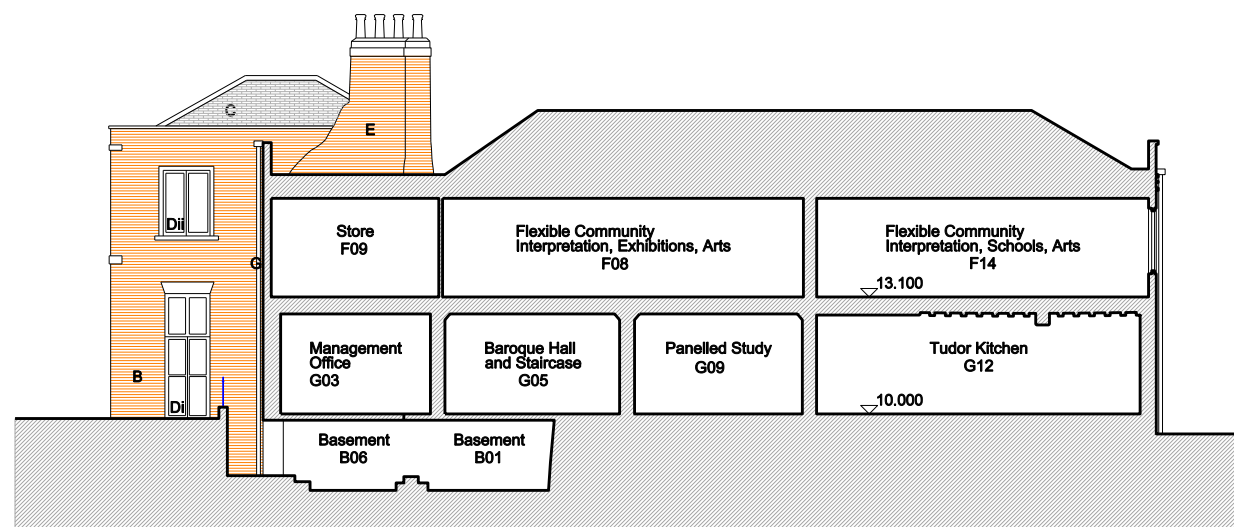 C
E
Dii
G
Store
F09
Flexible Community
Interpretation, Exhibitions, Arts
F08
Flexible Community
Interpretation, Schools, Arts
F14
13.100
B
Di
Management
Office
G03
Baroque Hall
and Staircase
G05
Panelled Study
G09
Tudor Kitchen
G12
10.000
Basement
B06
Basement
B01